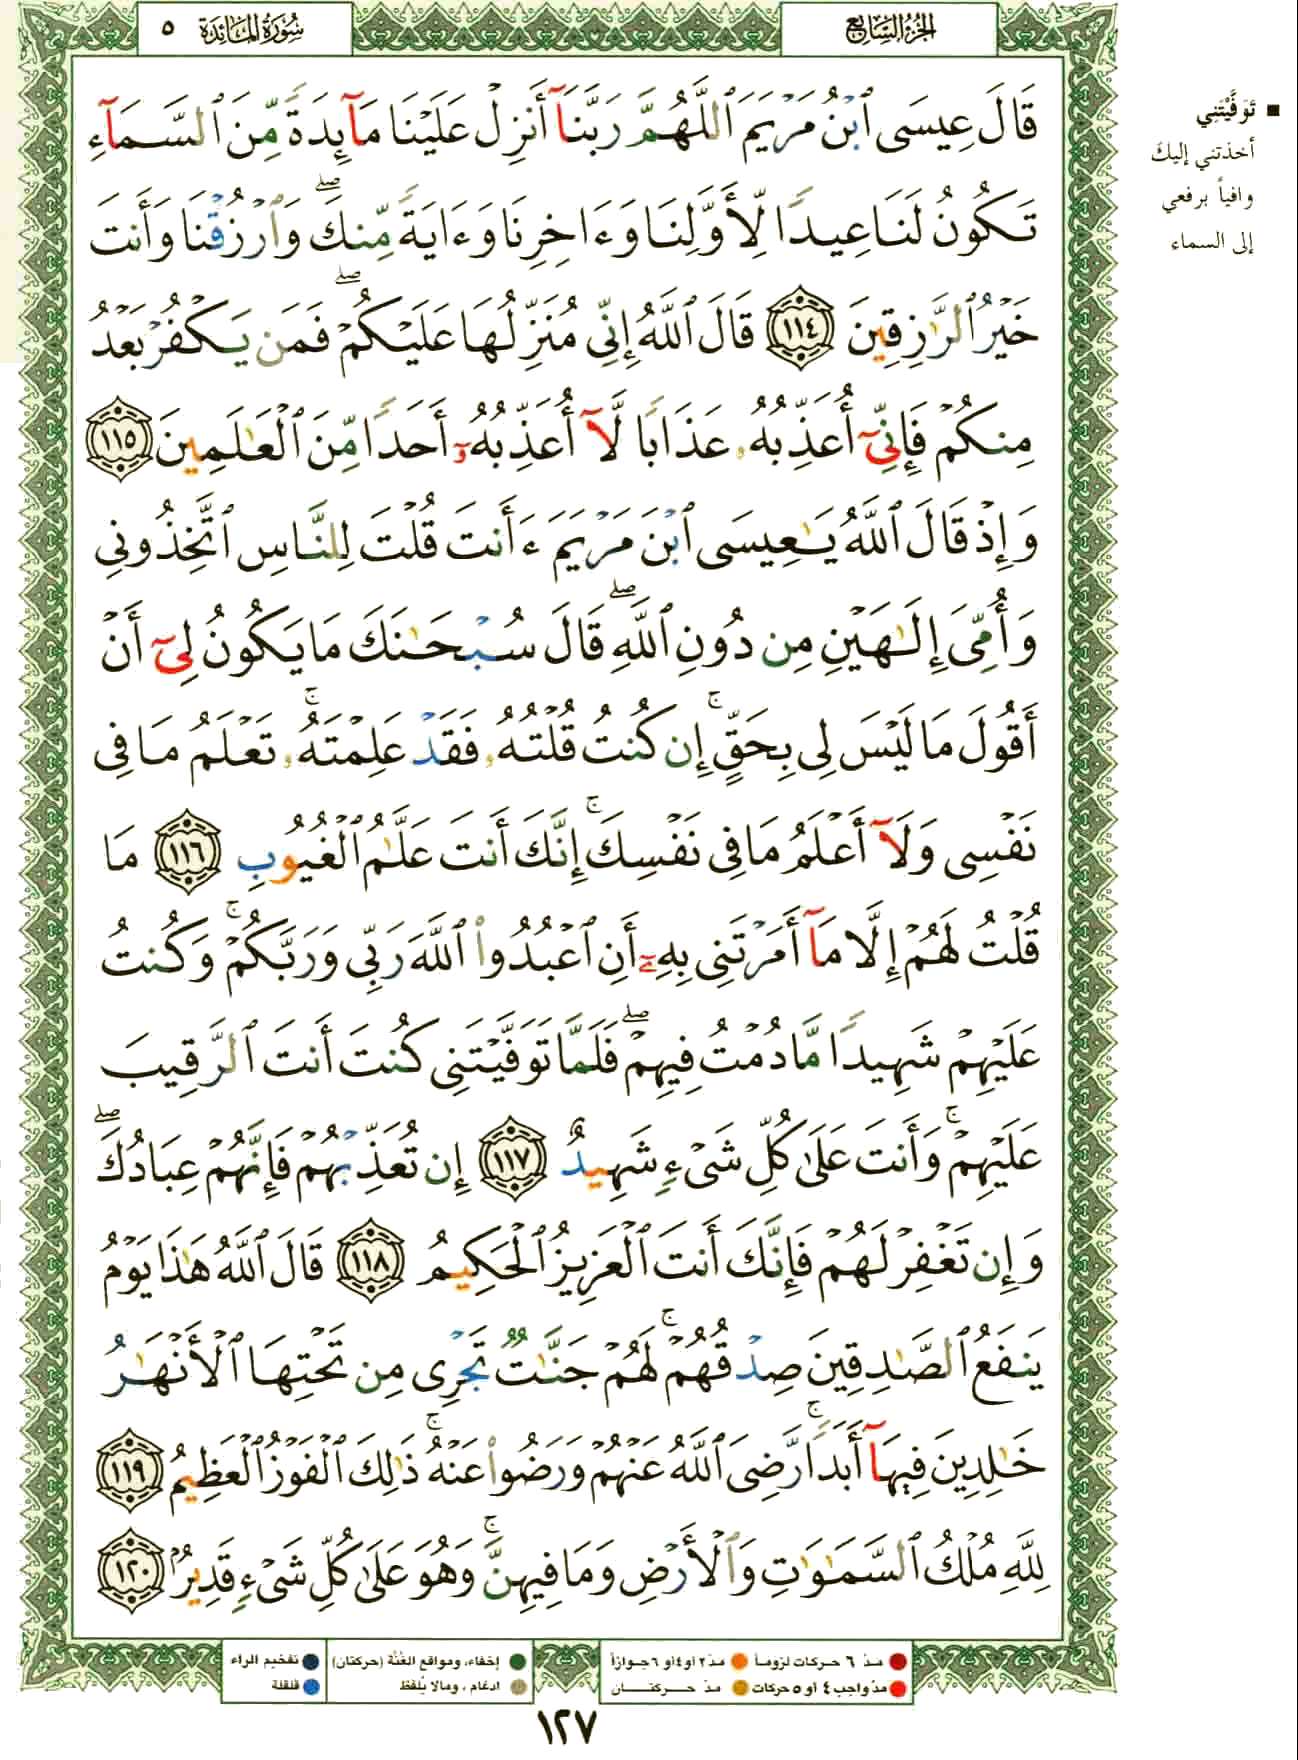 الجزء السابع
سورة المائدة ٥
قَالَ عِيسَى ٱبْنُ مَرْيَمَ ٱللَّهُمَّ رَبَّنَآ أَنزِلْ عَلَيْنَا مَآئِدَةً مِّنَ ٱلسَّمَآءِ
تَكُونُ لَنَا عِيدًا لِّأَوَّلِنَا وَءَاخِرِنَا وَءَايَةً مِّنكَ ۖ وَٱرْزُقْنَا وَأَنتَ
خَيْرُ ٱلرَّٰزِقِينَ ١١٤ قَالَ ٱللَّهُ إِنِّى مُنَزِّلُهَا عَلَيْكُمْ ۖ فَمَن يَكْفُرْ بَعْدُ
مِنكُمْ فَإِنِّىٓ أُعَذِّبُهُۥ عَذَابًا لَّآ أُعَذِّبُهُۥٓ أَحَدًا مِّنَ ٱلْعَٰلَمِينَ ١١٥
وَإِذْ قَالَ ٱللَّهُ يَٰعِيسَى ٱبْنَ مَرْيَمَ ءَأَنتَ قُلْتَ لِلنَّاسِ ٱتَّخِذُونِى
وَأُمِّىَ إِلَٰهَيْنِ مِن دُونِ ٱللَّهِ ۖ قَالَ سُبْحَٰنَكَ مَا يَكُونُ لِىٓ أَنْ
أَقُولَ مَا لَيْسَ لِى بِحَقٍّ ۚ إِن كُنتُ قُلْتُهُۥ فَقَدْ عَلِمْتَهُۥ ۚ تَعْلَمُ مَا فِى
نَفْسِى وَلَآ أَعْلَمُ مَا فِى نَفْسِكَ ۚ إِنَّكَ أَنتَ عَلَّٰمُ ٱلْغُيُوبِ ١١٦ مَا
قُلْتُ لَهُمْ إِلَّا مَآ أَمَرْتَنِى بِهِۦٓ أَنِ ٱعْبُدُوا۟ ٱللَّهَ رَبِّى وَرَبَّكُمْ ۚ وَكُنتُ
عَلَيْهِمْ شَهِيدًا مَّا دُمْتُ فِيهِمْ ۖ فَلَمَّا تَوَفَّيْتَنِى كُنتَ أَنتَ ٱلرَّقِيبَ
عَلَيْهِمْ ۚ وَأَنتَ عَلَىٰ كُلِّ شَىْءٍ شَهِيدٌ ١١٧ إِن تُعَذِّبْهُمْ فَإِنَّهُمْ عِبَادُكَ ۖ
وَإِن تَغْفِرْ لَهُمْ فَإِنَّكَ أَنتَ ٱلْعَزِيزُ ٱلْحَكِيمُ ١١٨ قَالَ ٱللَّهُ هَٰذَا يَوْمُ
يَنفَعُ ٱلصَّٰدِقِينَ صِدْقُهُمْ ۚ لَهُمْ جَنَّٰتٌ تَجْرِى مِن تَحْتِهَا ٱلْأَنْهَٰرُ
خَٰلِدِينَ فِيهَآ أَبَدًا ۚ رَّضِىَ ٱللَّهُ عَنْهُمْ وَرَضُوا۟ عَنْهُ ۚ ذَٰلِكَ ٱلْفَوْزُ ٱلْعَظِيمُ ١١٩
لِلَّهِ مُلْكُ ٱلسَّمَٰوَٰتِ وَٱلْأَرْضِ وَمَا فِيهِنَّ ۚ وَهُوَ عَلَىٰ كُلِّ شَىْءٍ قَدِيرٌۢ ١٢٠
■ تَوَفَّيْتَنِي
أخذتني إليك
وافياً برفعي
إلى السماء
مدّ ٦ حركات لزوماً
مدّ ٢ أو ٤ أو ٦ جوازاً
مدّ واجب ٤ أو ٥ حركات
مدّ حركتان
إخفاء، ومواقع الغُنَّة (حركتان)
ادغام، ومالا يُلفظ
تفخيم الراء
قلقلة
١٢٧